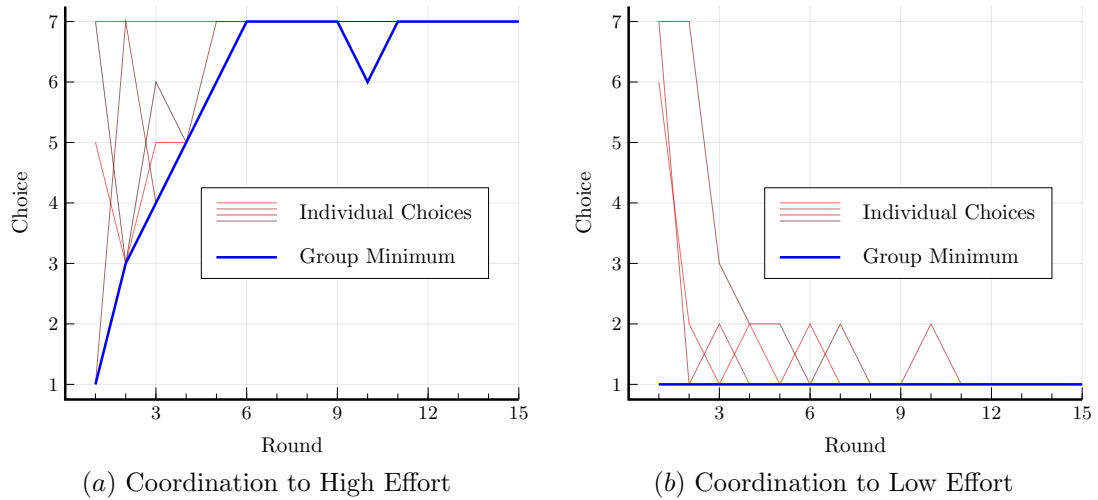 7
6
5
4
3
2
1
Choice
Individual Choices
Group Minimum
3
6
9
12
15
Round
(a) Coordination to High Effort
7
6
5
4
3
2
1
Choice
Individual Choices
Group Minimum
3
6
9
12
15
Round
(b) Coordination to Low Effort